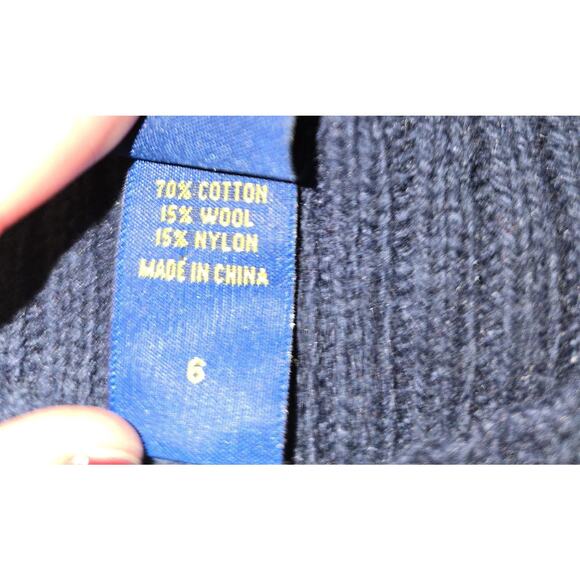 70% COTTON
15% WOOL
15% NYLON
MADE IN CHINA
6